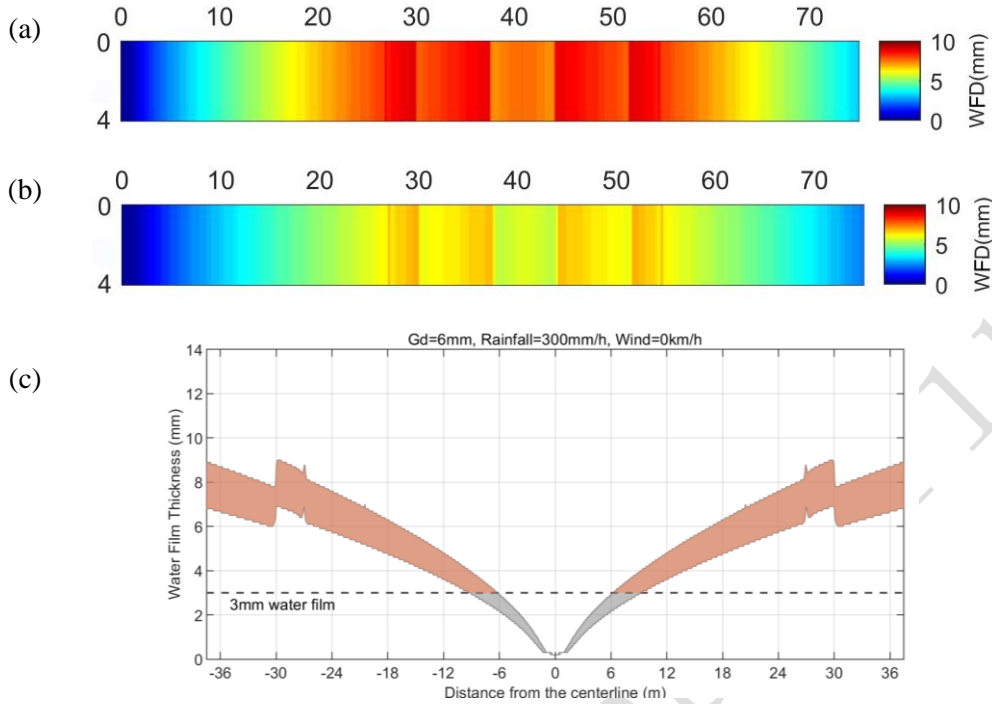 (a)
0 10 20 30 40 50 60 70
0
4
10
5
0
WFD(mm)
(b)
0 10 20 30 40 50 60 70
0
4
10
5
0
WFD(mm)
(c)
Gd=6mm, Rainfall=300mm/h, Wind=0km/h
14
12
10
8
6
4
2
0
Water Film Thickness (mm)
3mm water film
-36 -30 -24 -18 -12 -6 0 6 12 18 24 30 36
Distance from the centerline (m)